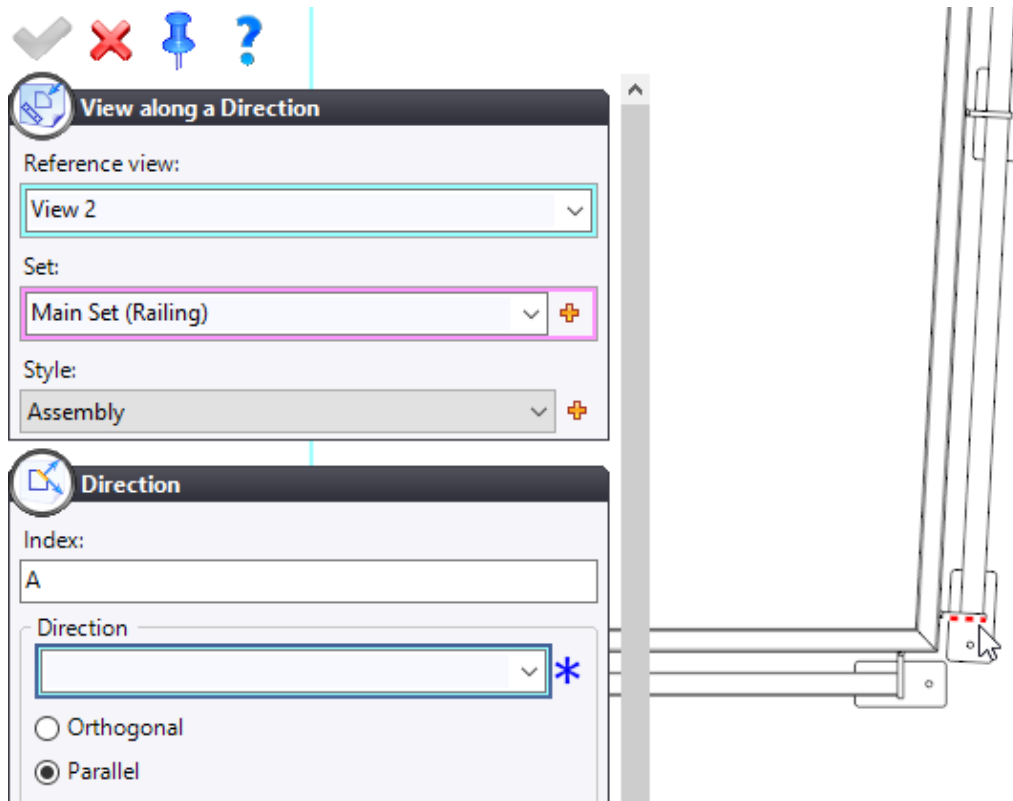 View along a Direction
Reference view:
View 2
Set:
Main Set (Railing)
Style:
Assembly
Direction
Index:
A
Direction
Orthogonal
Parallel